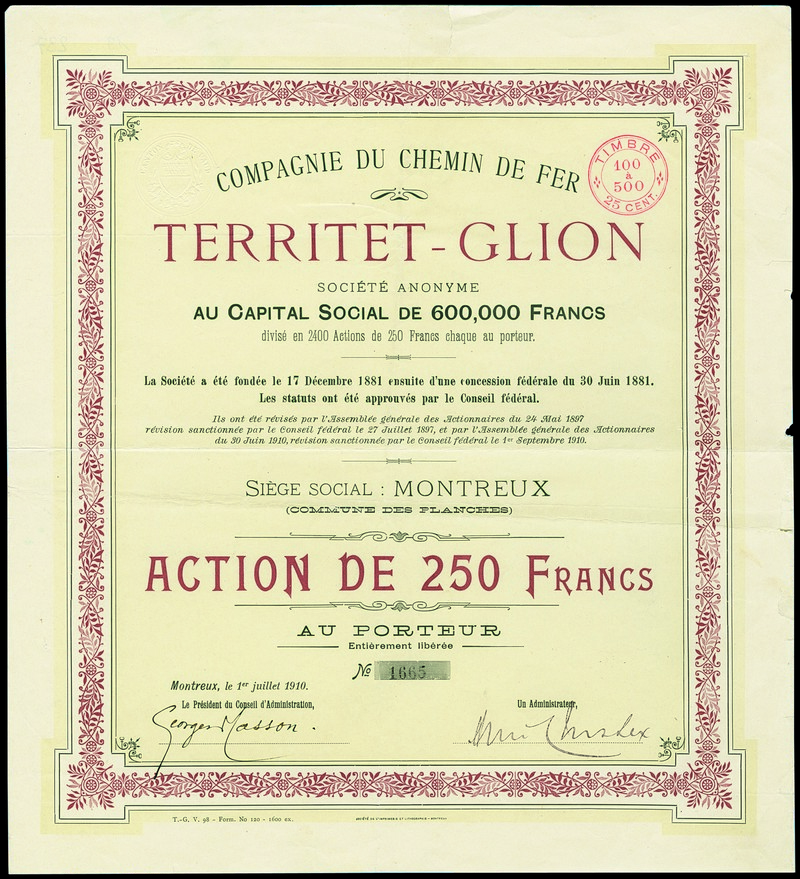 COMPAGNIE DU CHEMIN DE FER
TIMBRE
100
à
500
25 CENT.
TERRITET-GLION
SOCIÉTÉ ANONYME
AU CAPITAL SOCIAL DE 600,000 FRANCS
divisé en 2400 Actions de 250 Francs chaque au porteur.
La Société a été fondée le 17 Décembre 1881 ensuite d'une concession fédérale du 30 Juin 1881.
Les statuts ont été approuvés par le Conseil fédéral.
Ils ont été révisés par l'Assemblée générale des Actionnaires du 24 Mai 1897
révision sanctionnée par le Conseil fédéral le 27 Juillet 1897, et par l'Assemblée générale des Actionnaires
du 30 Juin 1910, révision sanctionnée par le Conseil fédéral le 1er Septembre 1910.
SIÈGE SOCIAL : MONTREUX
(COMMUNE DES PLANCHES)
ACTION DE 250 FRANCS
AU PORTEUR
Entièrement libérée
No 1665
Montreux, le 1er juillet 1910.
Le Président du Conseil d'Administration,
Un Administrateur,
Georges Masson.
T.-G. V. 98 - Form. No 120 - 1600 ex.
SOCIÉTÉ DE L'IMPRIMERIE ET LITHOGRAPHIE - MONTREUX